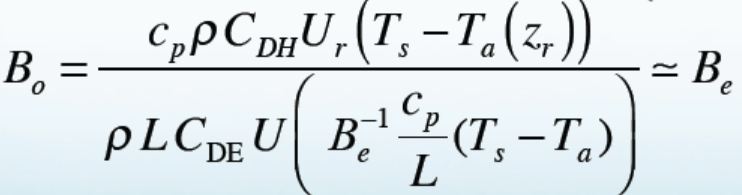 B_o = \frac{c_p \rho C_{DH} U_r (T_s - T_a(z_r))}{\rho L C_{DE} U \left( B_e^{-1} \frac{c_p}{L} (T_s - T_a) \right)} \simeq B_e